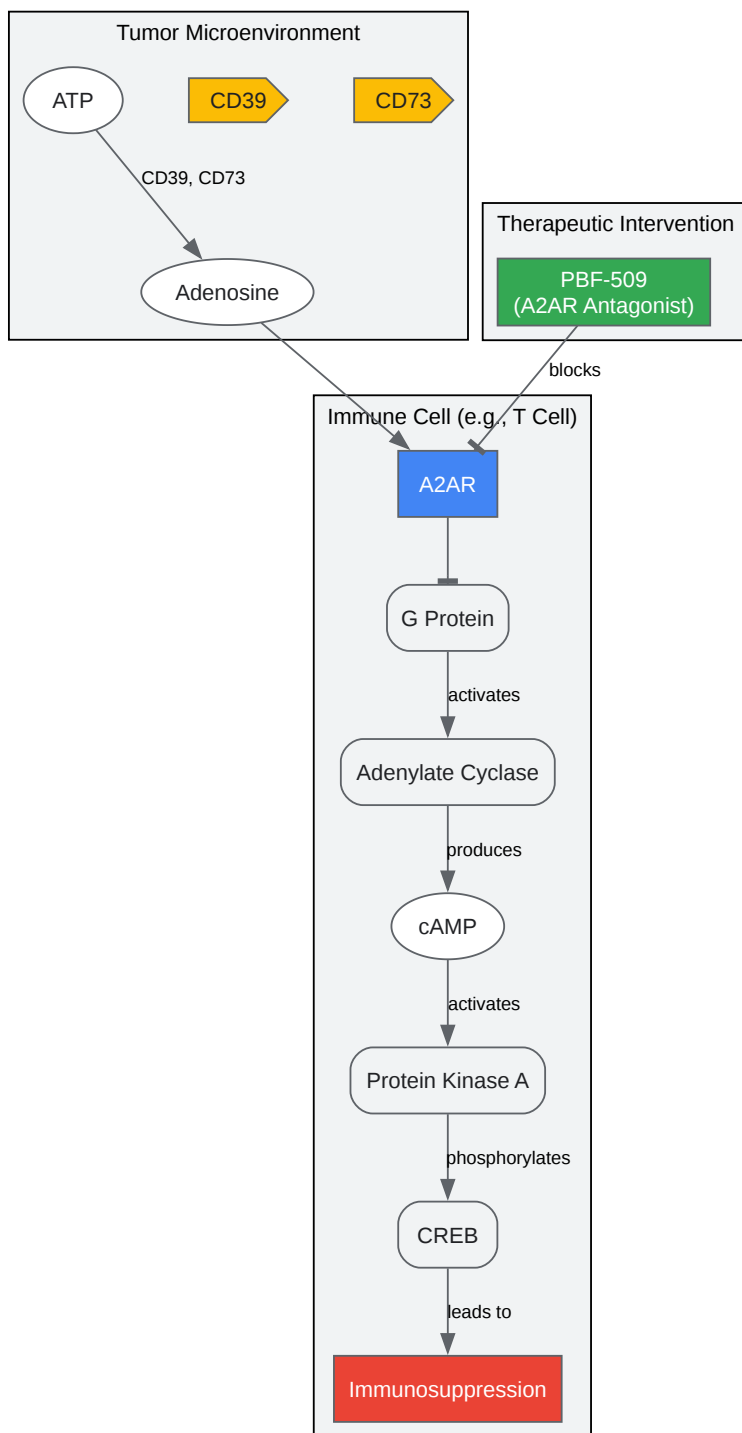 Tumor Microenvironment
ATP
CD39
CD73
CD39, CD73
Adenosine
Therapeutic Intervention
PBF-509
(A2AR Antagonist)
blocks
Immune Cell (e.g., T Cell)
A2AR
G Protein
activates
Adenylate Cyclase
produces
cAMP
activates
Protein Kinase A
phosphorylates
CREB
leads to
Immunosuppression